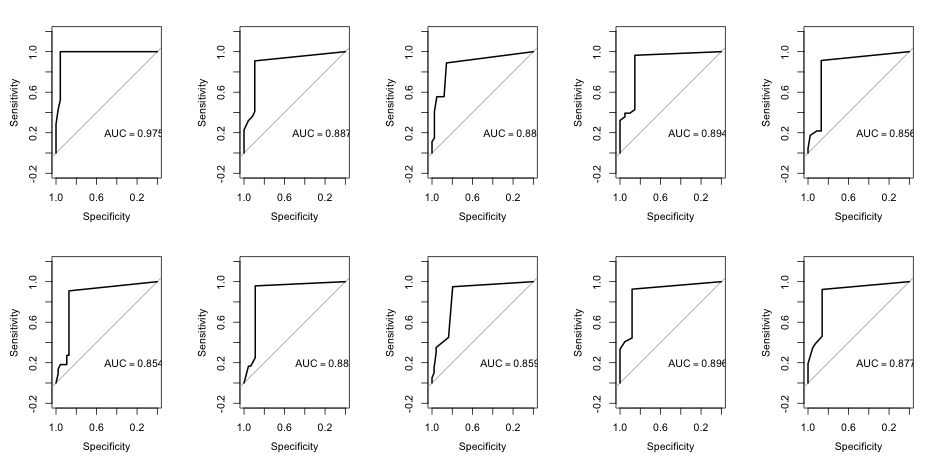 1.0
0.6
0.2
-0.2
Sensitivity
AUC = 0.975
1.0 0.6 0.2
Specificity
1.0
0.6
0.2
-0.2
Sensitivity
AUC = 0.887
1.0 0.6 0.2
Specificity
1.0
0.6
0.2
-0.2
Sensitivity
AUC = 0.88
1.0 0.6 0.2
Specificity
1.0
0.6
0.2
-0.2
Sensitivity
AUC = 0.894
1.0 0.6 0.2
Specificity
1.0
0.6
0.2
-0.2
Sensitivity
AUC = 0.856
1.0 0.6 0.2
Specificity
1.0
0.6
0.2
-0.2
Sensitivity
AUC = 0.854
1.0 0.6 0.2
Specificity
1.0
0.6
0.2
-0.2
Sensitivity
AUC = 0.88
1.0 0.6 0.2
Specificity
1.0
0.6
0.2
-0.2
Sensitivity
AUC = 0.859
1.0 0.6 0.2
Specificity
1.0
0.6
0.2
-0.2
Sensitivity
AUC = 0.896
1.0 0.6 0.2
Specificity
1.0
0.6
0.2
-0.2
Sensitivity
AUC = 0.877
1.0 0.6 0.2
Specificity